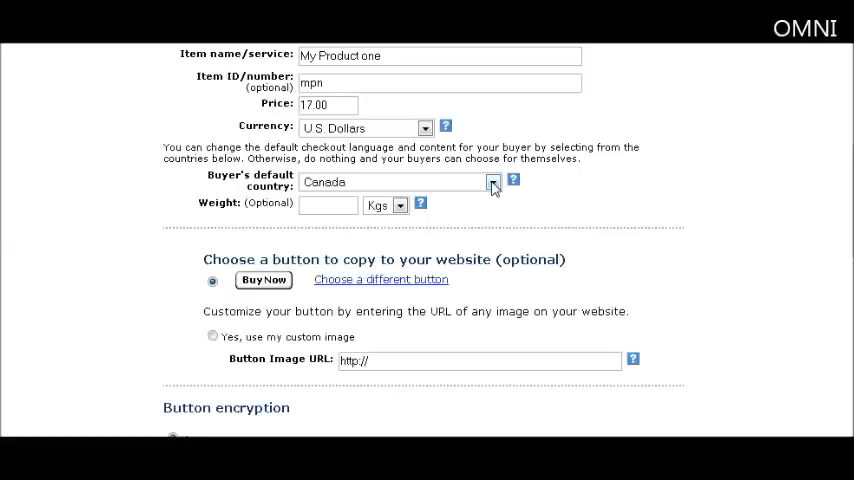 OMNI
Item name/service: My Product one
Item ID/number: mpn
(optional)
Price: 17.00
Currency: U.S. Dollars ?
You can change the default checkout language and content for your buyer by selecting from the
countries below. Otherwise, do nothing and your buyers can choose for themselves.
Buyer's default
country: Canada ?
Weight: (Optional) Kgs ?
Choose a button to copy to your website (optional)
Buy Now Choose a different button
Customize your button by entering the URL of any image on your website.
Yes, use my custom image
Button Image URL: http:// ?
Button encryption